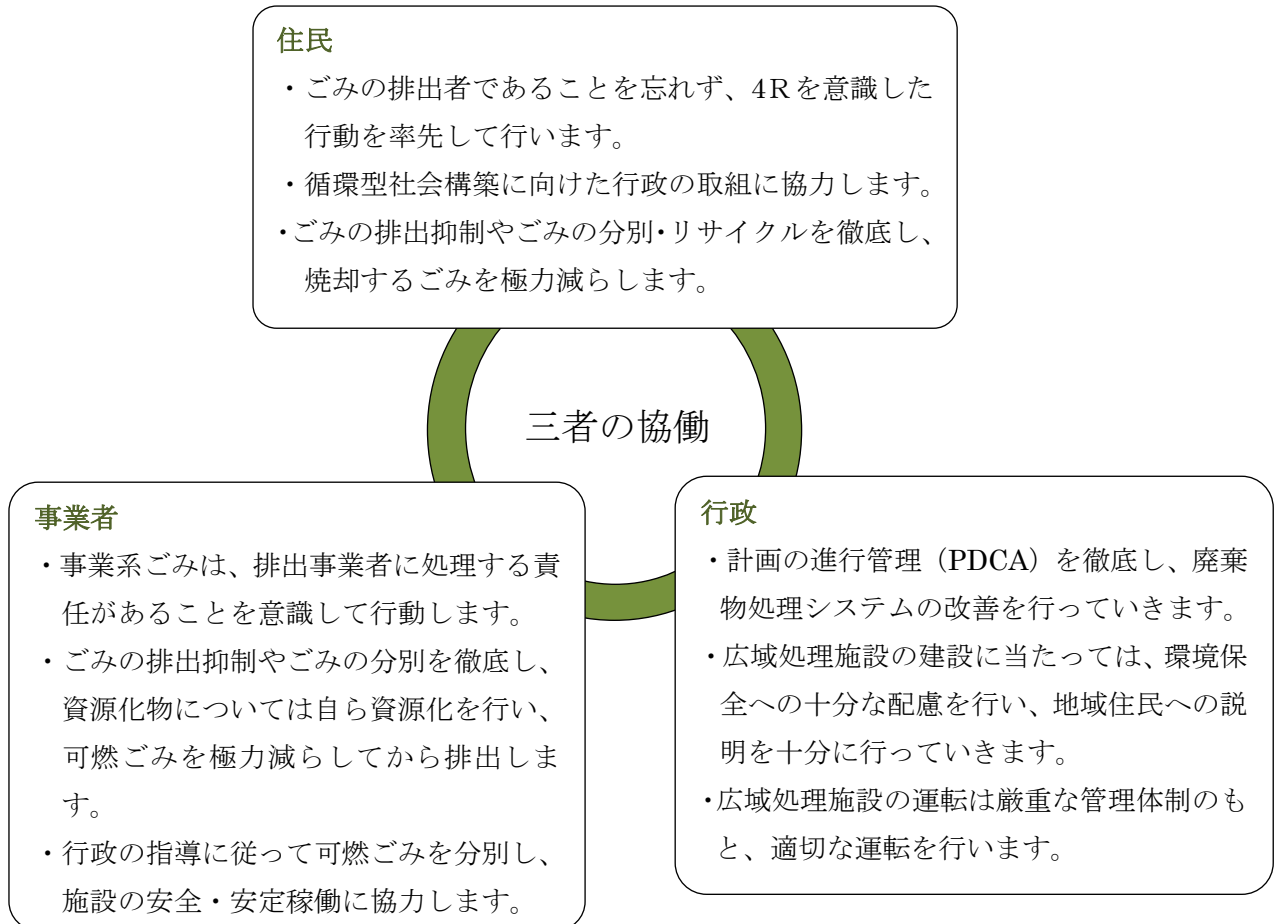 住民
・ごみの排出者であることを忘れず、4Rを意識した
行動を率先して行います。
・循環型社会構築に向けた行政の取組に協力します。
・ごみの排出抑制やごみの分別・リサイクルを徹底し、
焼却するごみを極力減らします。
三者の協働
事業者
・事業系ごみは、排出事業者に処理する責
任があることを意識して行動します。
・ごみの排出抑制やごみの分別を徹底し、
資源化物については自ら資源化を行い、
可燃ごみを極力減らしてから排出しま
す。
・行政の指導に従って可燃ごみを分別し、
施設の安全・安定稼働に協力します。
行政
・計画の進行管理（PDCA）を徹底し、廃棄
物処理システムの改善を行っていきます。
・広域処理施設の建設に当たっては、環境保
全への十分な配慮を行い、地域住民への説
明を十分に行っていきます。
・広域処理施設の運転は厳重な管理体制のも
と、適切な運転を行います。